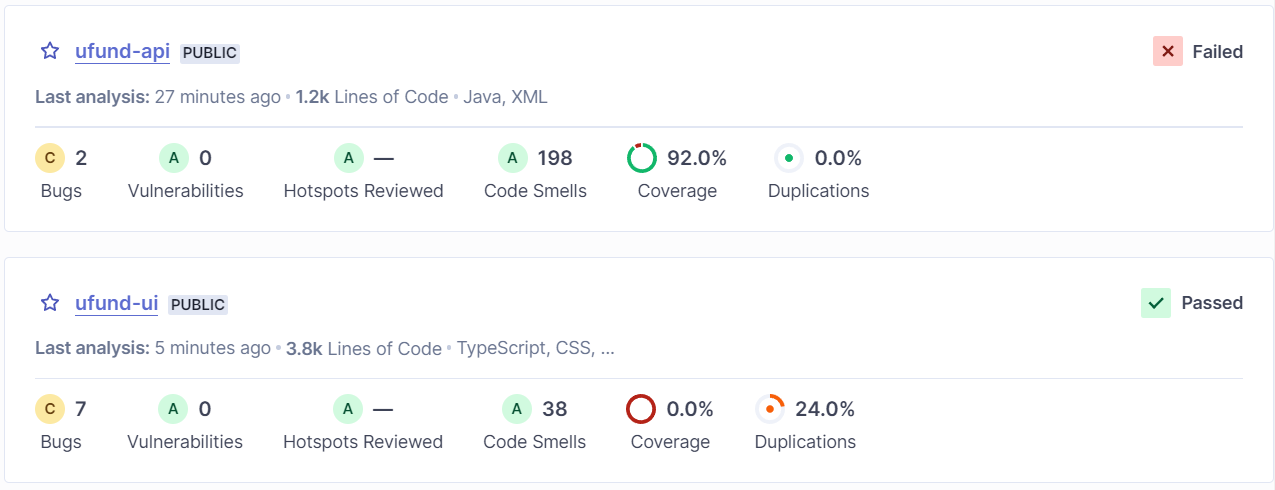 ufund-api PUBLIC Failed
Last analysis: 27 minutes ago • 1.2k Lines of Code • Java, XML
C 2 A 0 A — A 198 92.0% 0.0%
Bugs Vulnerabilities Hotspots Reviewed Code Smells Coverage Duplications
ufund-ui PUBLIC Passed
Last analysis: 5 minutes ago • 3.8k Lines of Code • TypeScript, CSS, ...
C 7 A 0 A — A 38 0.0% 24.0%
Bugs Vulnerabilities Hotspots Reviewed Code Smells Coverage Duplications